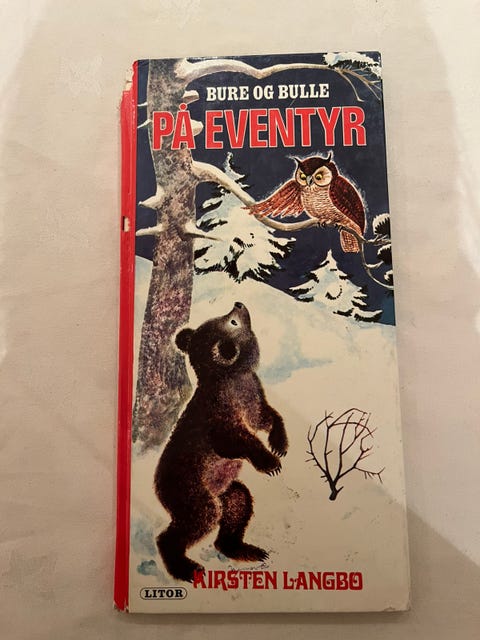 BURE OG BULLE
PÅ EVENTYR
KIRSTEN LANGBO
LITOR